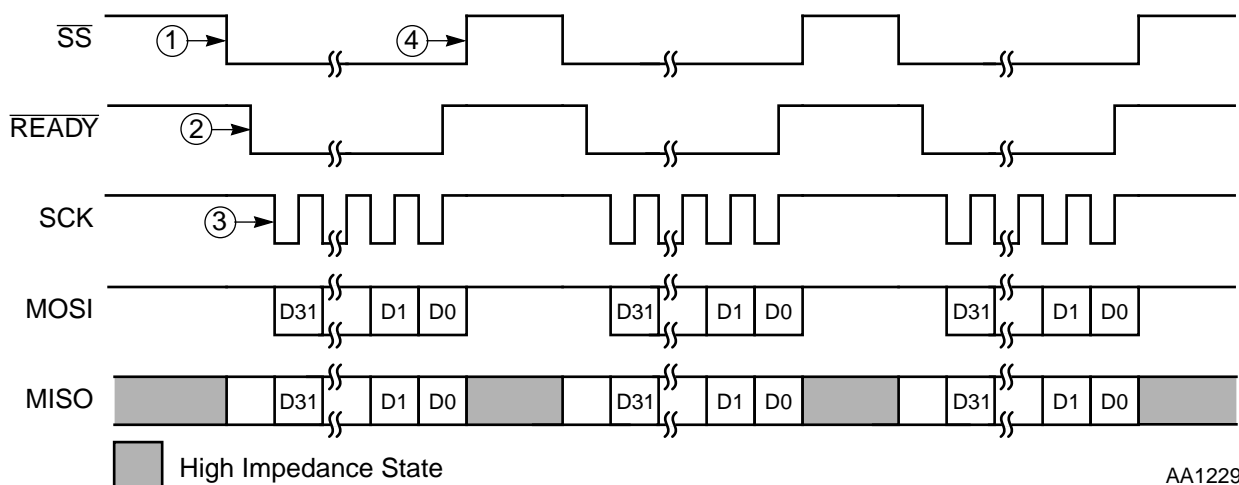 SS ① ④
READY ②
SCK ③
MOSI D31 D1 D0 D31 D1 D0 D31 D1 D0
MISO D31 D1 D0 D31 D1 D0 D31 D1 D0
High Impedance State
AA1229